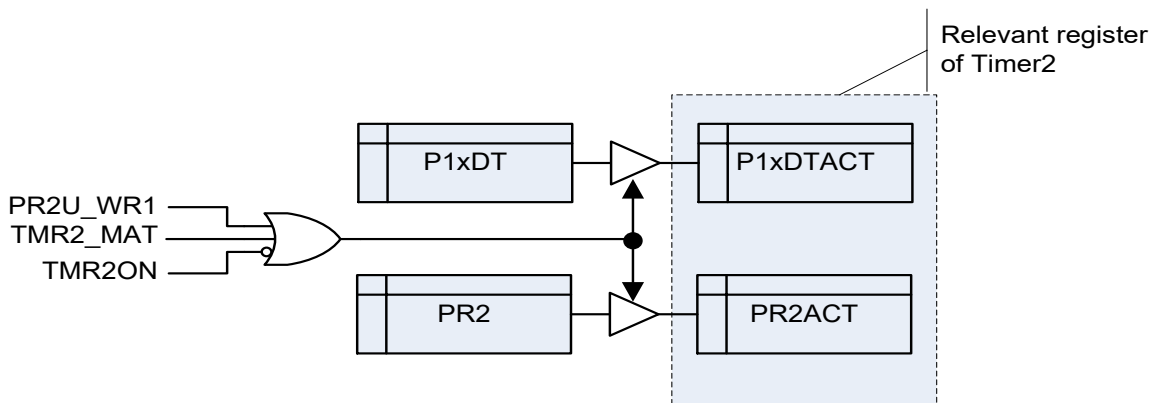 Relevant register
of Timer2
P1xDT
P1xDTACT
PR2U_WR1
TMR2_MAT
TMR2ON
PR2
PR2ACT